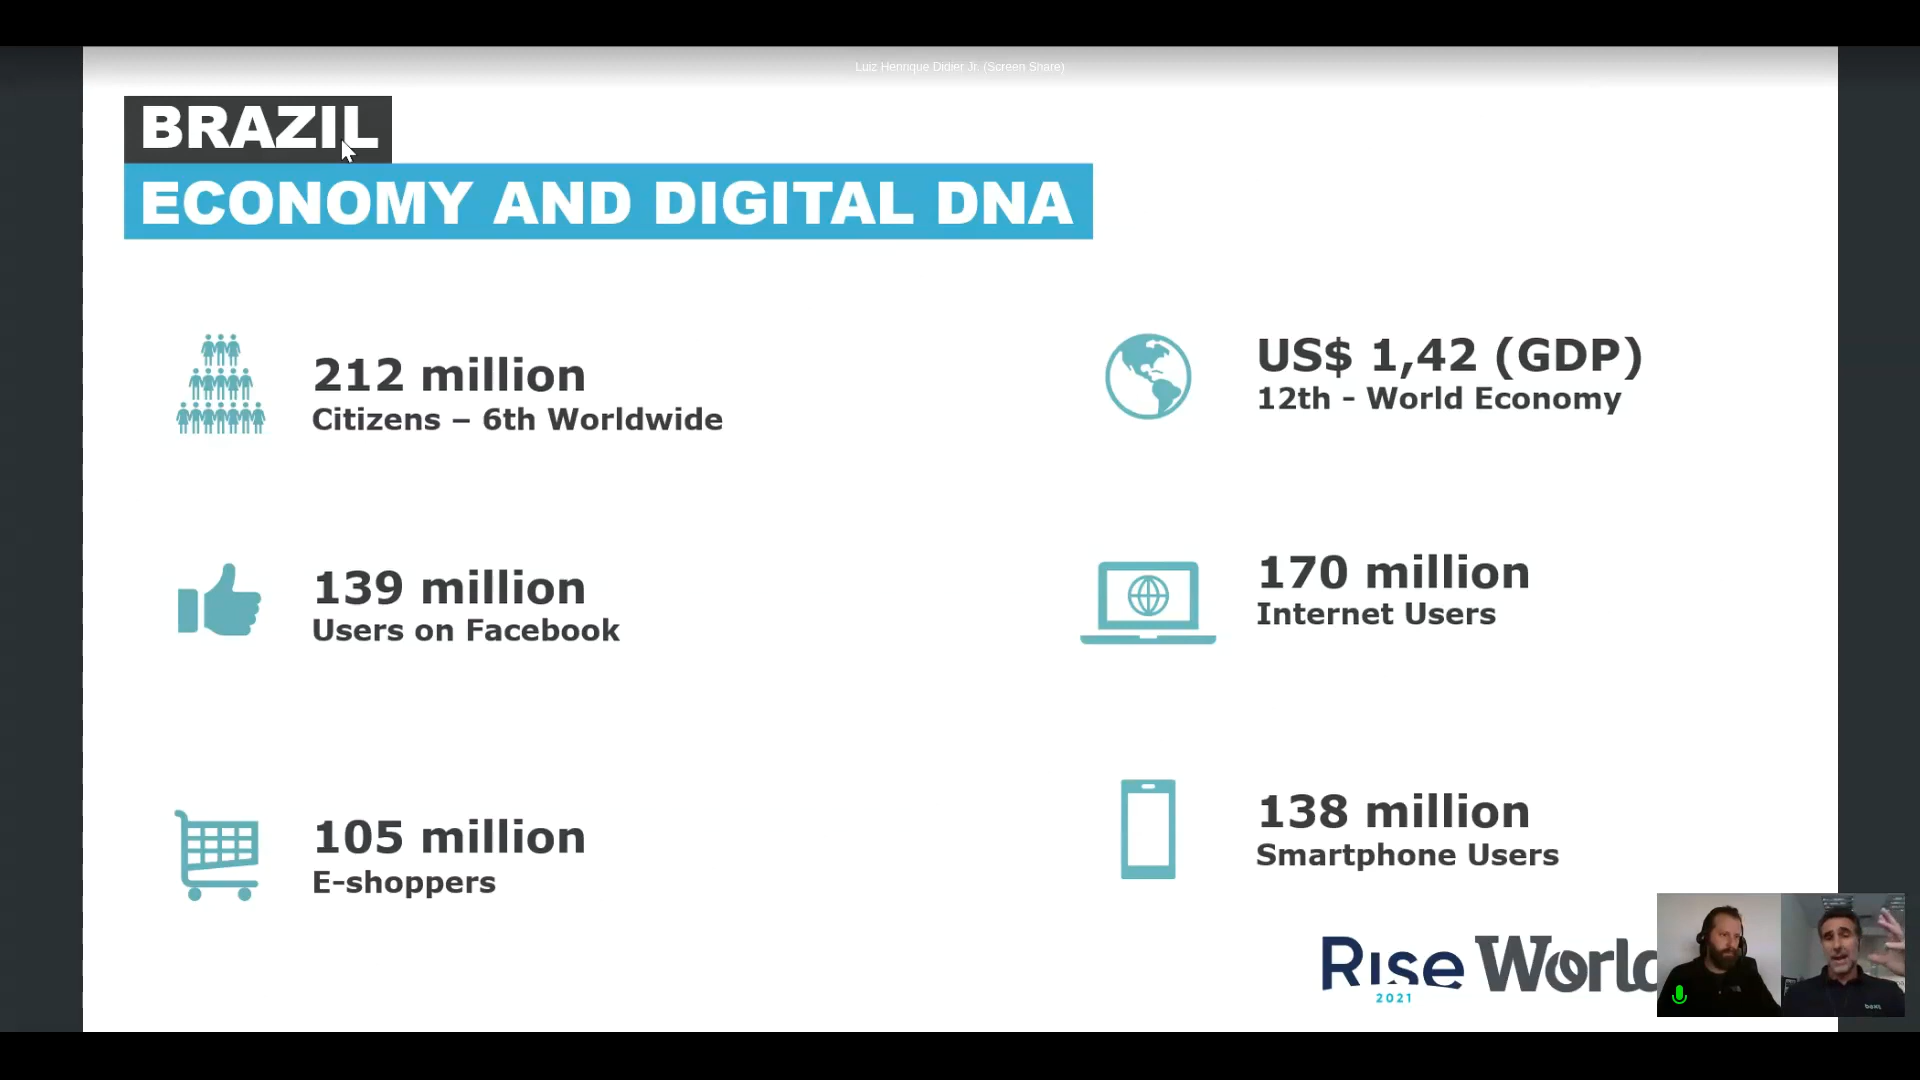 Luiz Henrique Didier Jr. (Screen Share)
BRAZIL
ECONOMY AND DIGITAL DNA
212 million
Citizens – 6th Worldwide
US$ 1,42 (GDP)
12th - World Economy
139 million
Users on Facebook
170 million
Internet Users
105 million
E-shoppers
138 million
Smartphone Users
Rise World
2021